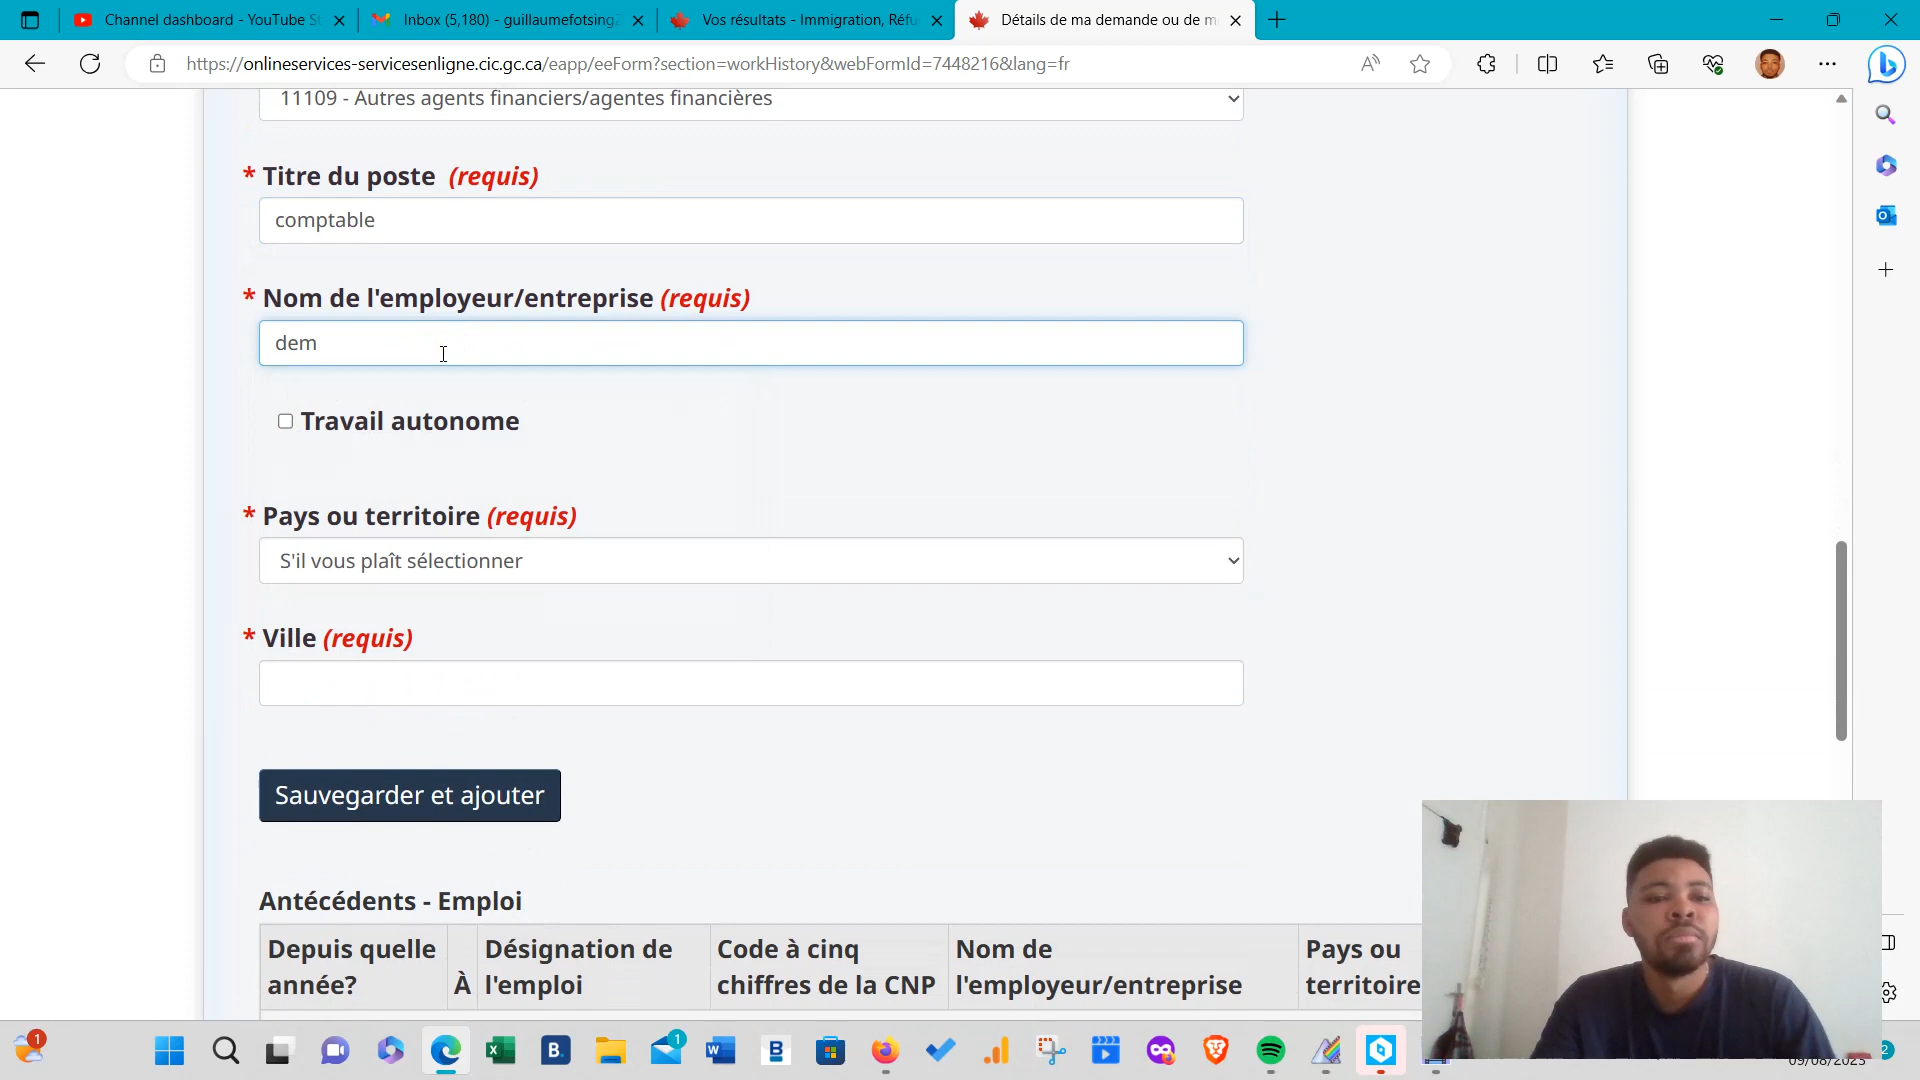 Channel dashboard - YouTube S
Inbox (5,180) - guillaumefotsing2
Vos résultats - Immigration, Réfu
Détails de ma demande ou de m
https://onlineservices-servicesenligne.cic.gc.ca/eapp/eeForm?section=workHistory&webFormId=7448216&lang=fr
11109 - Autres agents financiers/agentes financières
* Titre du poste (requis)
comptable
* Nom de l'employeur/entreprise (requis)
dem
Travail autonome
* Pays ou territoire (requis)
S'il vous plaît sélectionner
* Ville (requis)
Sauvegarder et ajouter
Antécédents - Emploi
Depuis quelle année?
À
Désignation de l'emploi
Code à cinq chiffres de la CNP
Nom de l'employeur/entreprise
Pays ou territoire
09/08/2023